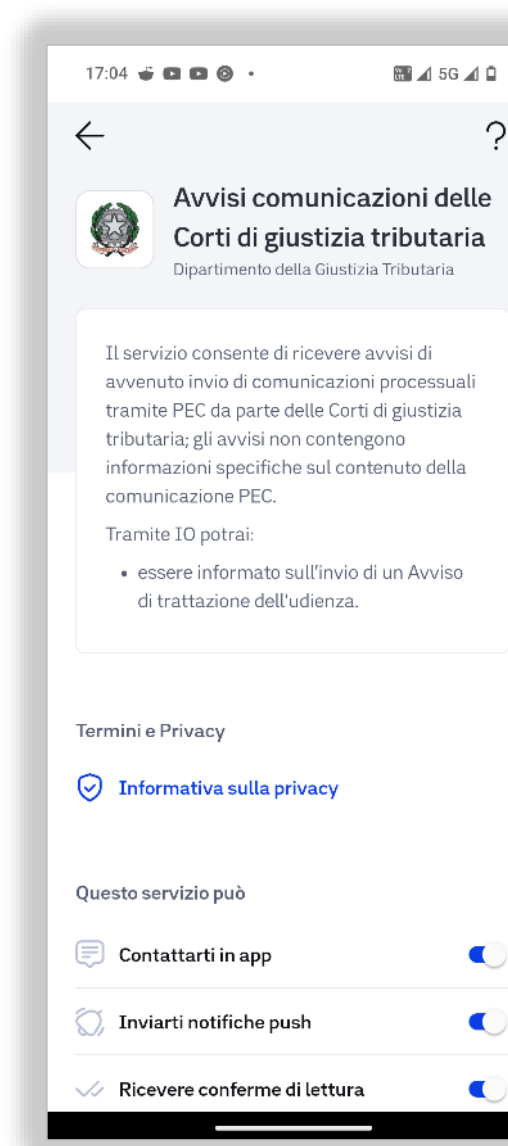 17:04
5G
?
Avvisi comunicazioni delle
Corti di giustizia tributaria
Dipartimento della Giustizia Tributaria
Il servizio consente di ricevere avvisi di
avvenuto invio di comunicazioni processuali
tramite PEC da parte delle Corti di giustizia
tributaria; gli avvisi non contengono
informazioni specifiche sul contenuto della
comunicazione PEC.
Tramite IO potrai:
• essere informato sull'invio di un Avviso
di trattazione dell'udienza.
Termini e Privacy
Informativa sulla privacy
Questo servizio può
Contattarti in app
Inviarti notifiche push
Ricevere conferme di lettura